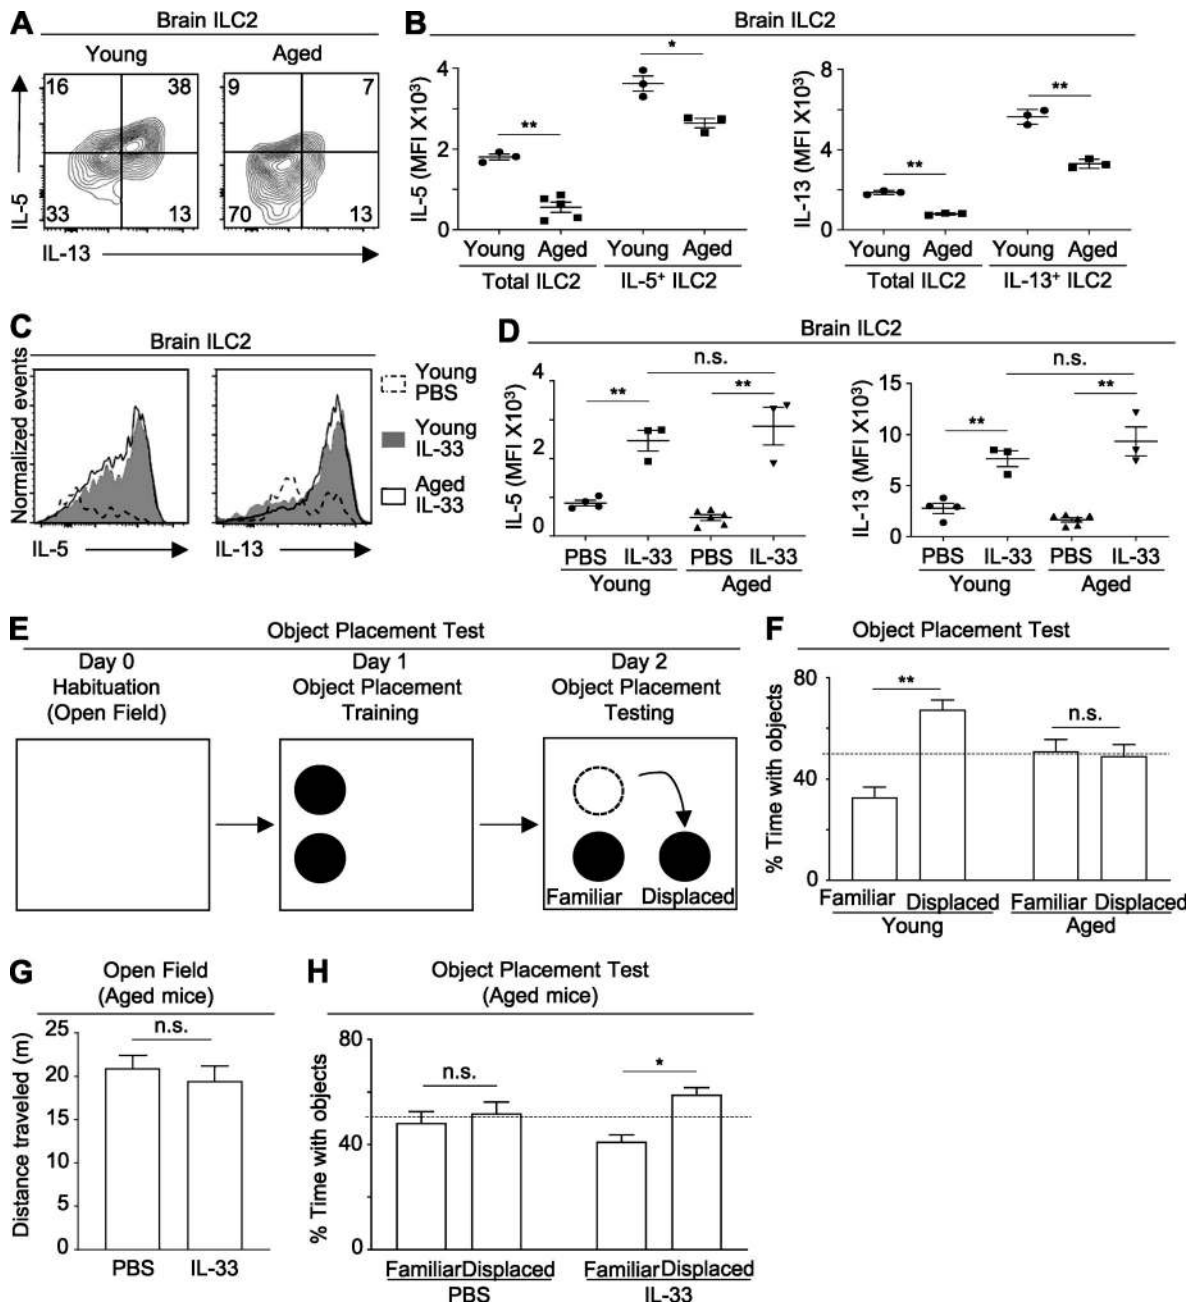 A
Brain ILC2
Young
Aged
16
38
33
13
9
7
70
13
IL-5
IL-13
B
Brain ILC2
IL-5 (MFI X10³)
4
2
0
**
*
Young Aged Young Aged
Total ILC2 IL-5⁺ ILC2
IL-13 (MFI X10³)
6
3
0
**
**
Young Aged Young Aged
Total ILC2 IL-13⁺ ILC2
C
Brain ILC2
Normalized events
IL-5
IL-13
Young
PBS
Young
IL-33
Aged
IL-33
D
Brain ILC2
IL-5 (MFI X10³)
4
2
0
**
**
n.s.
PBS IL-33 PBS IL-33
Young Aged
IL-13 (MFI X10³)
15
10
5
0
**
**
n.s.
PBS IL-33 PBS IL-33
Young Aged
E
Object Placement Test
Day 0
Habituation
(Open Field)
Day 1
Object Placement
Training
Day 2
Object Placement
Testing
Familiar Displaced
F
Object Placement Test
% Time with objects
80
40
0
**
n.s.
Familiar Displaced Familiar Displaced
Young Aged
G
Open Field
(Aged mice)
Distance traveled (m)
25
20
15
10
5
0
n.s.
PBS IL-33
H
Object Placement Test
(Aged mice)
% Time with objects
80
40
0
n.s.
*
Familiar Displaced Familiar Displaced
PBS IL-33